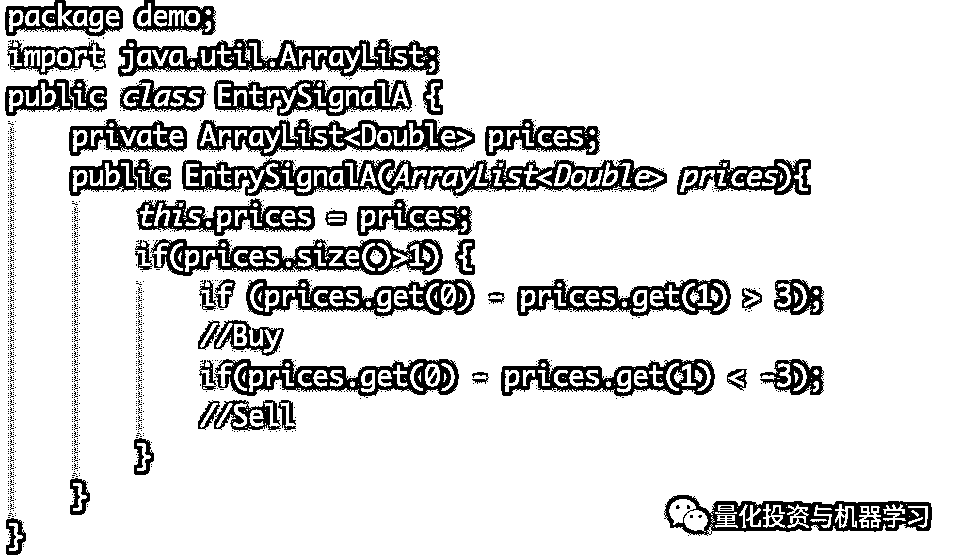 package demo;
import java.util.ArrayList;
public class EntrySignalA {
    private ArrayList<Double> prices;
    public EntrySignalA(ArrayList<Double> prices){
        this.prices = prices;
        if(prices.size()>1) {
            if (prices.get(0) - prices.get(1) > 3);
            //Buy
            if(prices.get(0) - prices.get(1) < -3);
            //Sell
        }
    }
}
量化投资与机器学习